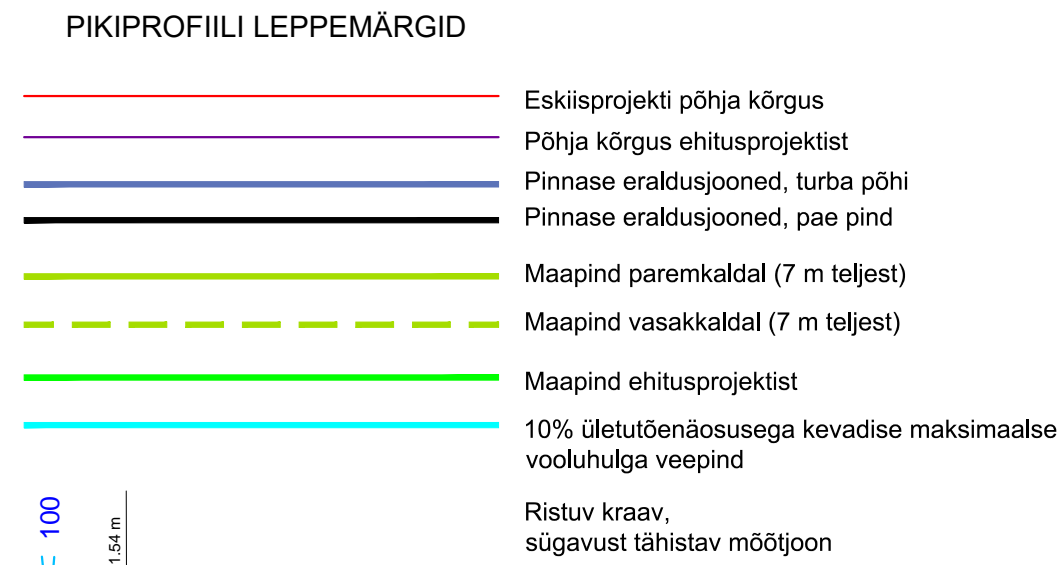 PIKIPROFIILI LEPPEMÄRGID
Eskiisprojekti põhja kõrgus
Põhja kõrgus ehitusprojektist
Pinnase eraldusjooned, turba põhi
Pinnase eraldusjooned, pae pind
Maapind paremkaldal (7 m teljest)
Maapind vasakkaldal (7 m teljest)
Maapind ehitusprojektist
10% ületutõenäosusega kevadise maksimaalse
vooluhulga veepind
100
1.54 m
Ristuv kraav,
sügavust tähistav mõõtjoon